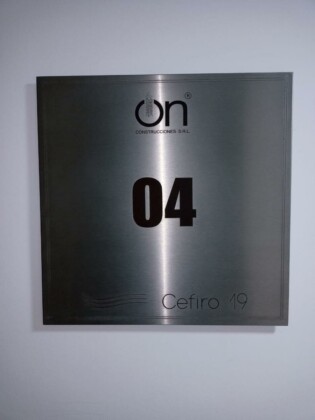 On®
CONSTRUCCIONES S.R.L.
04
Cefiro 19